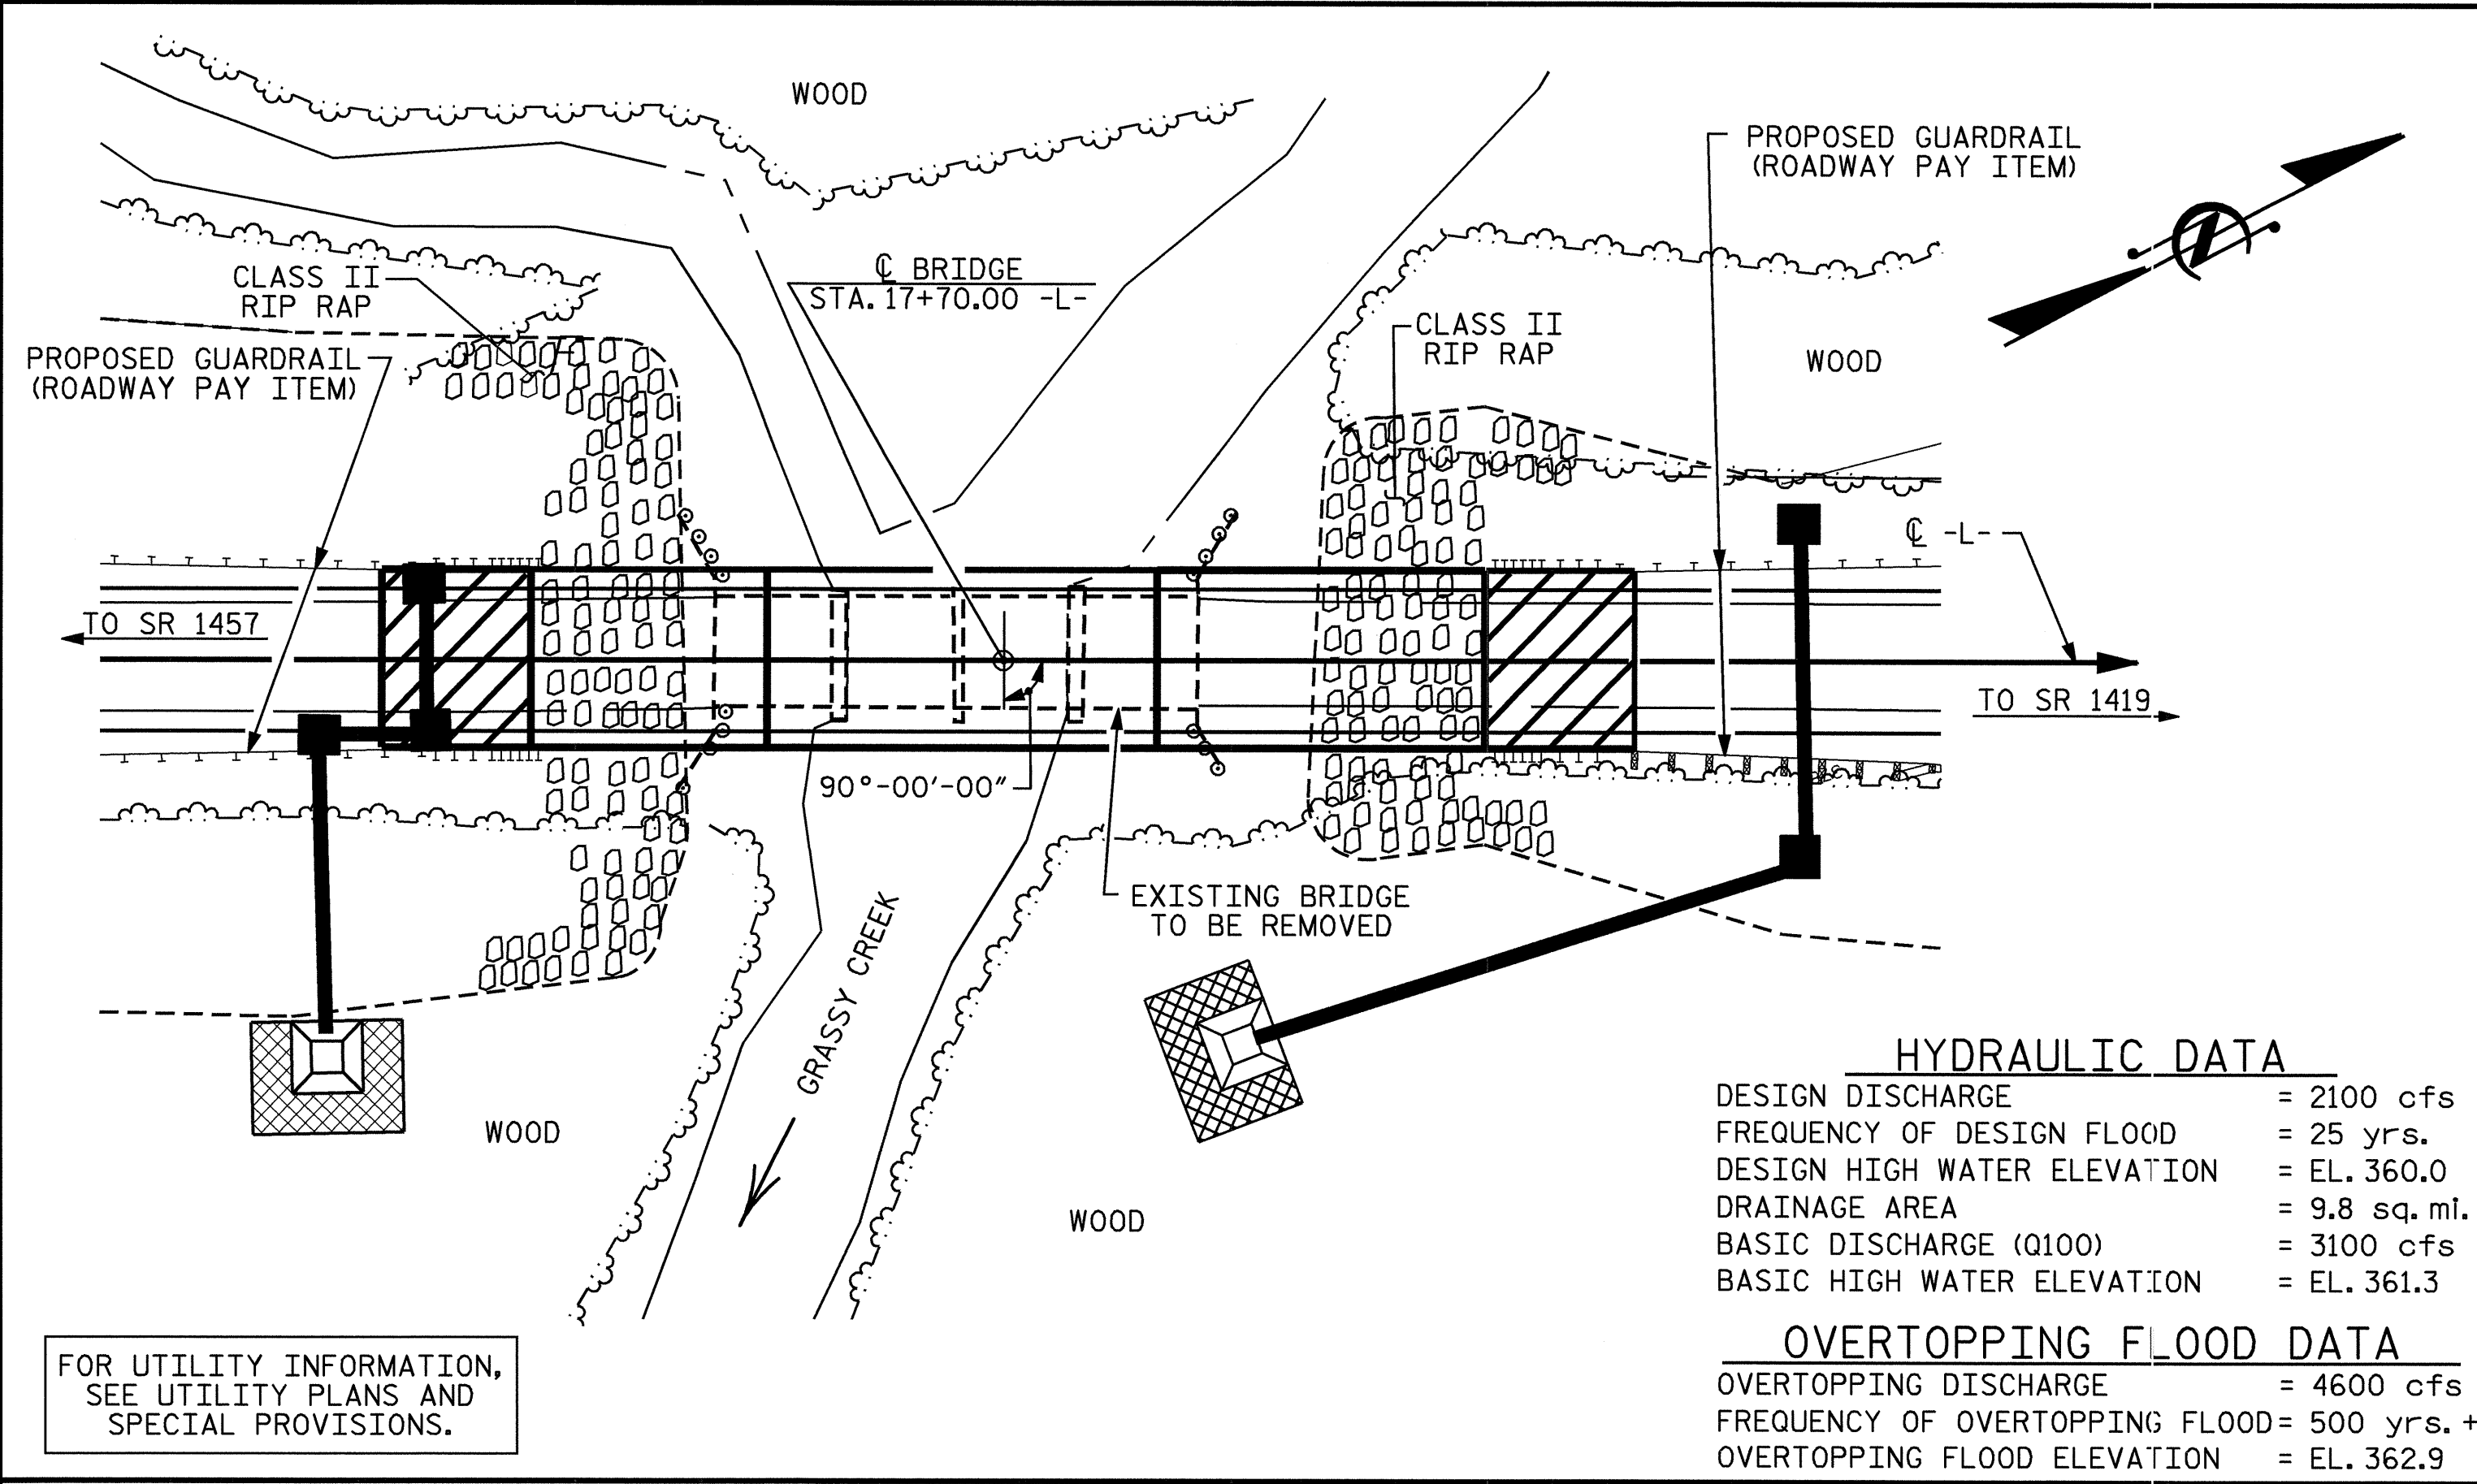 WOOD
PROPOSED GUARDRAIL
(ROADWAY PAY ITEM)
℄ BRIDGE
STA. 17+70.00 -L-
CLASS II
RIP RAP
CLASS II
RIP RAP
WOOD
PROPOSED GUARDRAIL
(ROADWAY PAY ITEM)
℄ -L-
TO SR 1457
TO SR 1419
90°-00'-00"
EXISTING BRIDGE
TO BE REMOVED
GRASSY CREEK
WOOD
WOOD
HYDRAULIC DATA
DESIGN DISCHARGE = 2100 cfs
FREQUENCY OF DESIGN FLOOD = 25 yrs.
DESIGN HIGH WATER ELEVATION = EL. 360.0
DRAINAGE AREA = 9.8 sq. mi.
BASIC DISCHARGE (Q100) = 3100 cfs
BASIC HIGH WATER ELEVATION = EL. 361.3
OVERTOPPING FLOOD DATA
OVERTOPPING DISCHARGE = 4600 cfs
FREQUENCY OF OVERTOPPING FLOOD = 500 yrs. +
OVERTOPPING FLOOD ELEVATION = EL. 362.9
FOR UTILITY INFORMATION,
SEE UTILITY PLANS AND
SPECIAL PROVISIONS.
Z